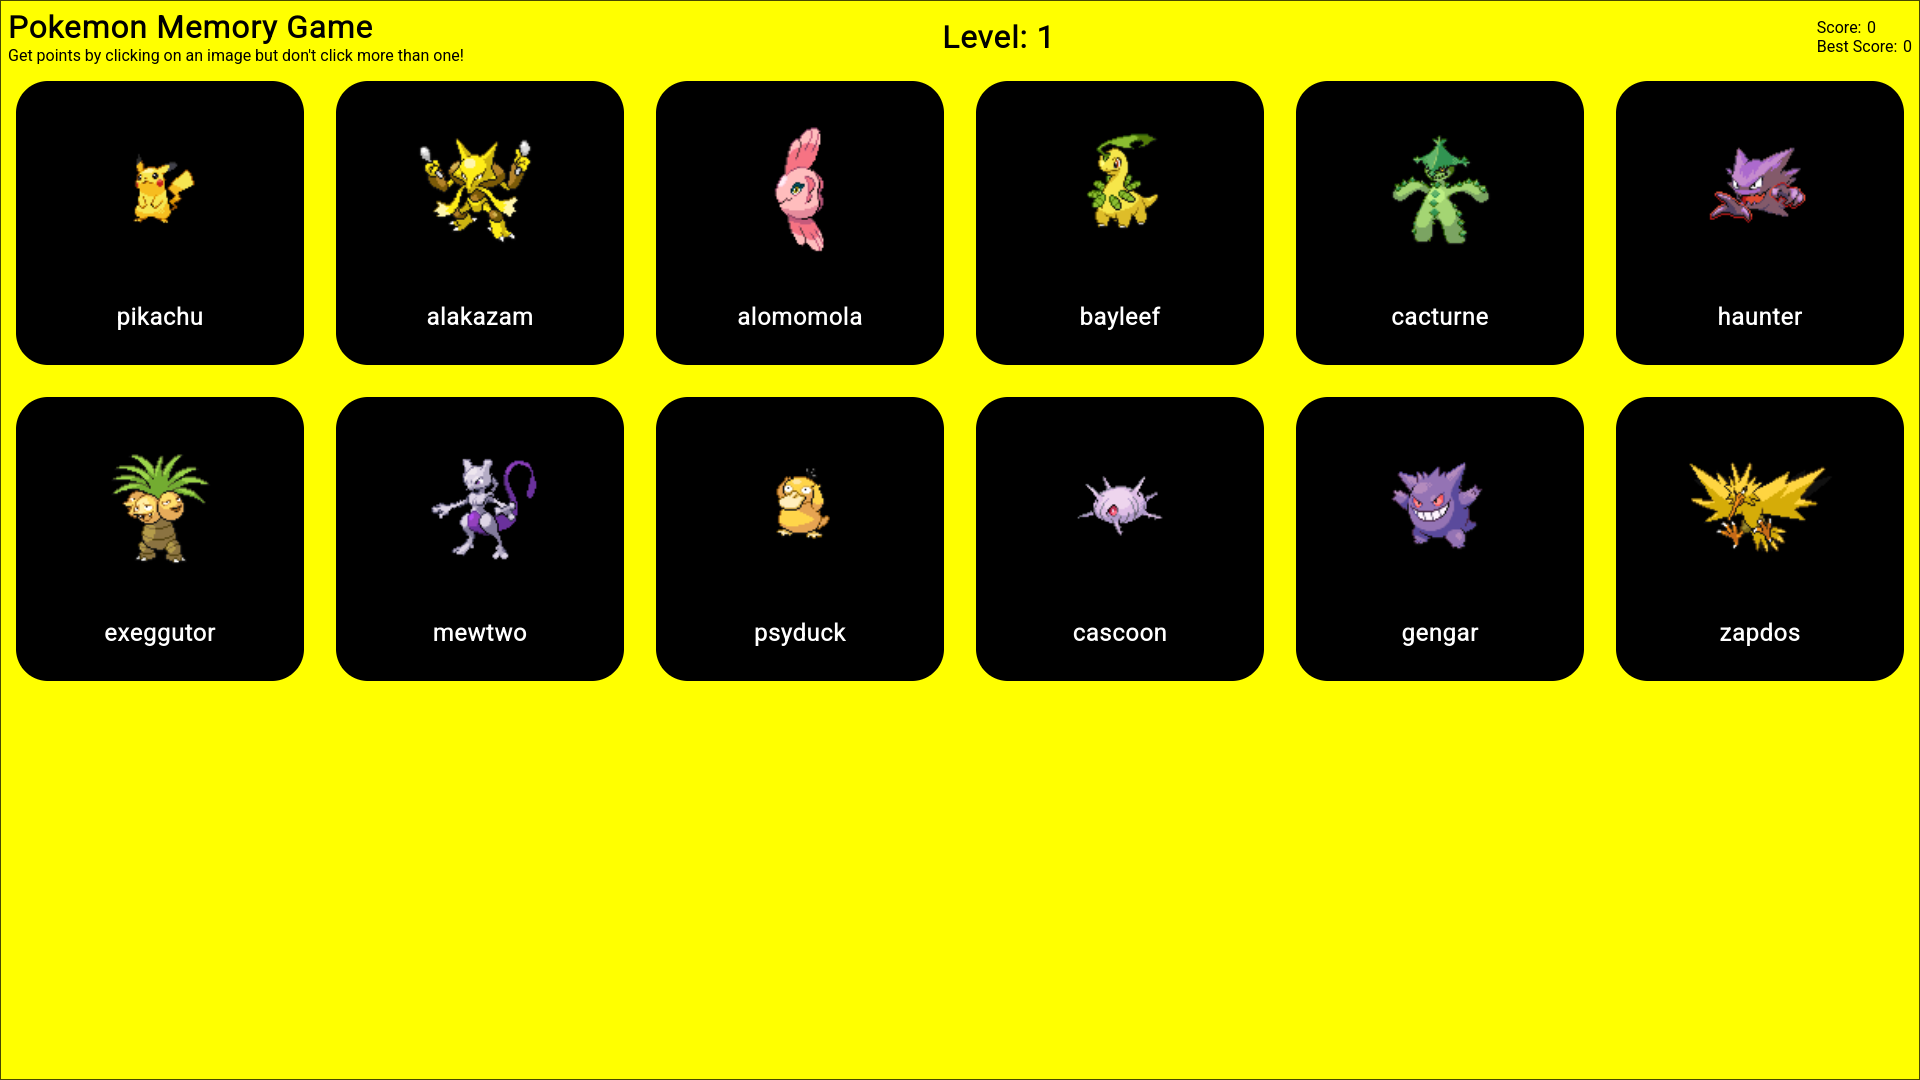 Pokemon Memory Game
Get points by clicking on an image but don't click more than one!
Level: 1
Score: 0
Best Score: 0
pikachu
alakazam
alomomola
bayleef
cacturne
haunter
exeggutor
mewtwo
psyduck
cascoon
gengar
zapdos